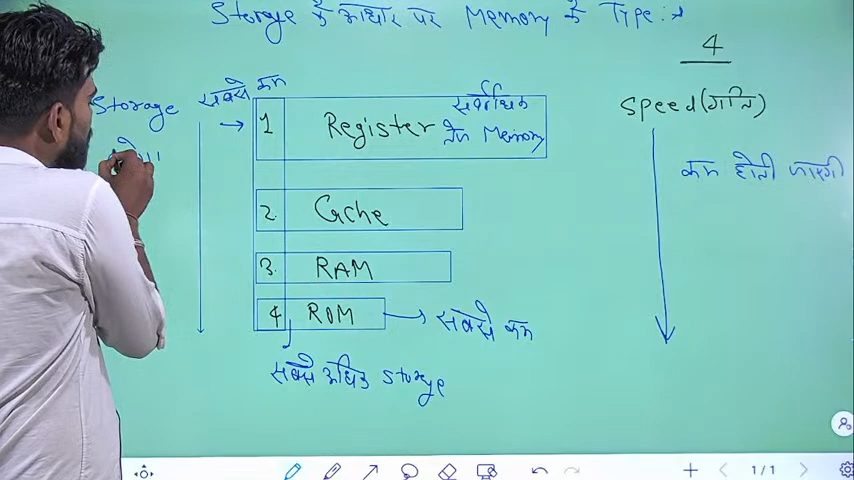 Storage के आधार पर Memory के Type :-
4
Storage
सबसे कम
1 Register सर्वाधिक
तेज Memory
Speed (गति)
कम होती जाएगी
2. Cache
3. RAM
4 ROM → सबसे कम
सबसे अधिक storage
1/1